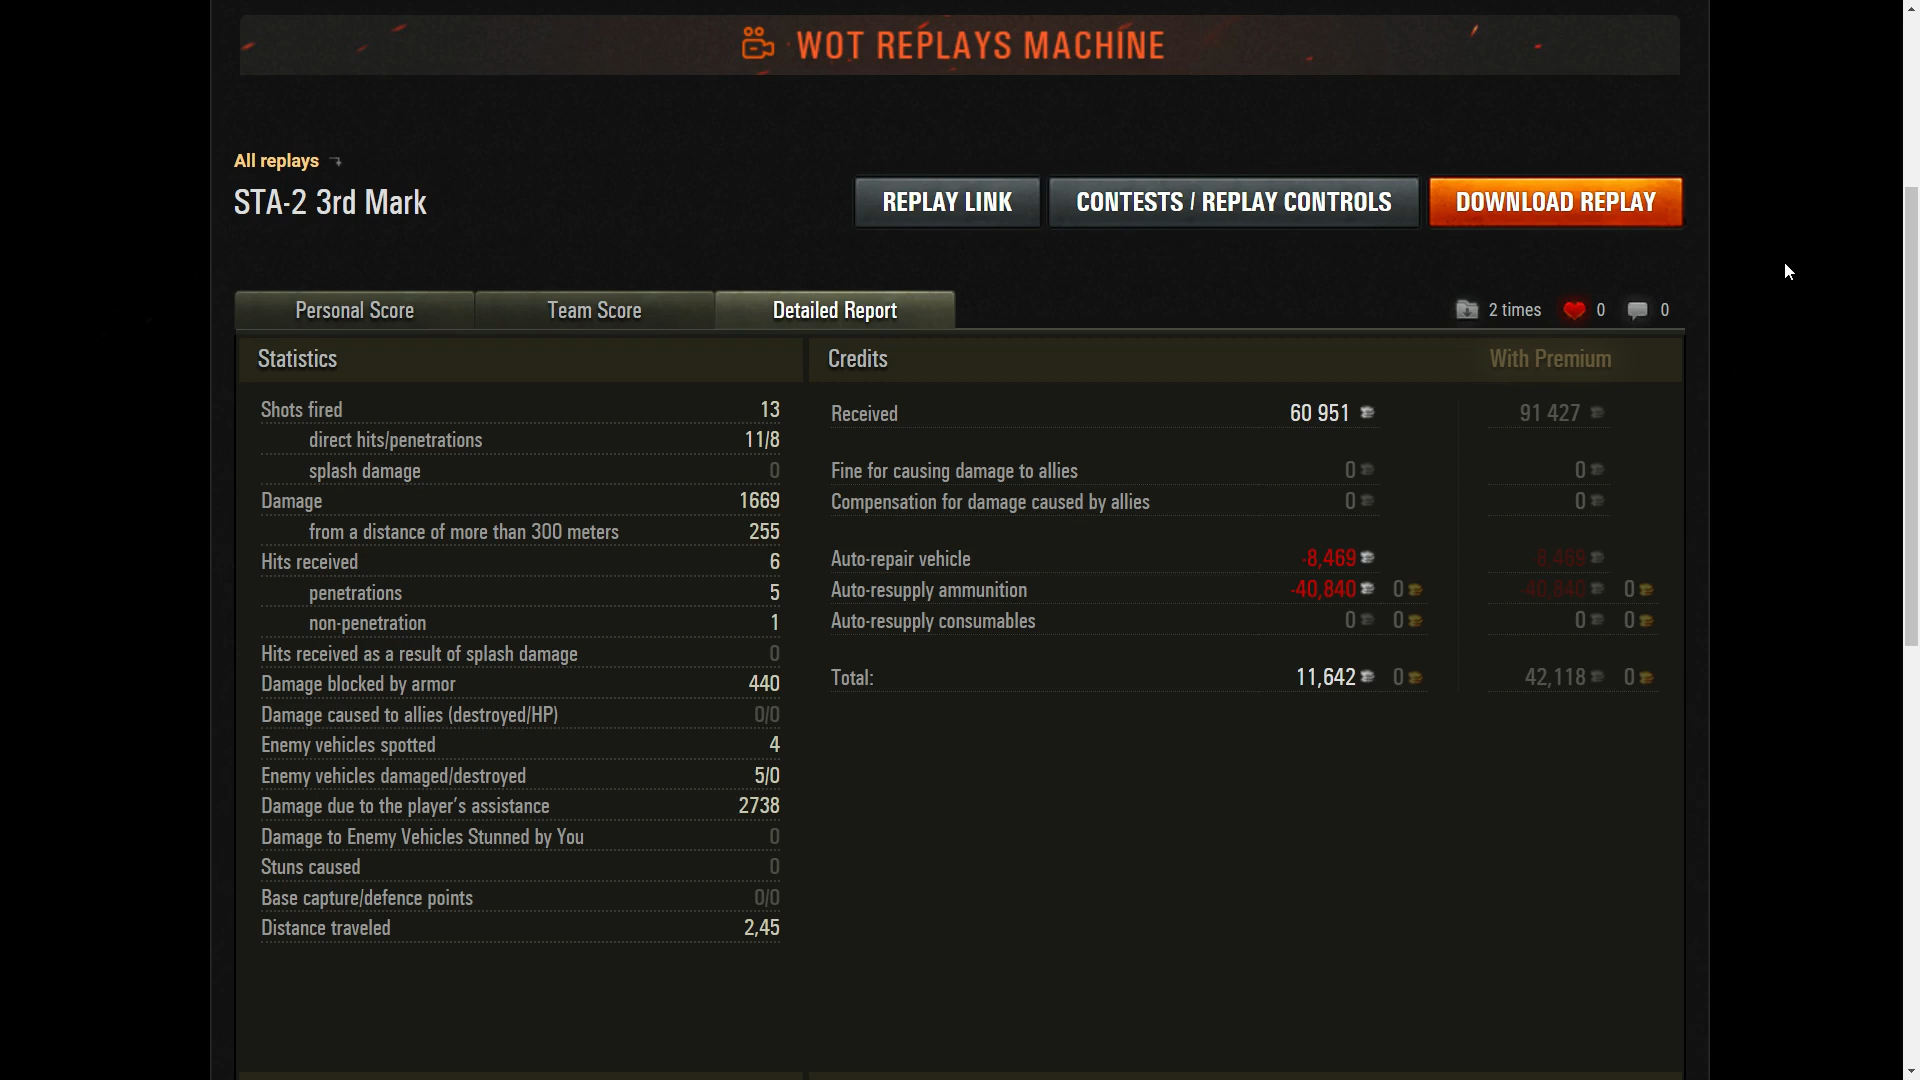 WOT REPLAYS MACHINE
All replays
STA-2 3rd Mark
REPLAY LINK
CONTESTS / REPLAY CONTROLS
DOWNLOAD REPLAY
Personal Score
Team Score
Detailed Report
2 times 0 0
Statistics
Shots fired 13
direct hits/penetrations 11/8
splash damage 0
Damage 1669
from a distance of more than 300 meters 255
Hits received 6
penetrations 5
non-penetration 1
Hits received as a result of splash damage 0
Damage blocked by armor 440
Damage caused to allies (destroyed/HP) 0/0
Enemy vehicles spotted 4
Enemy vehicles damaged/destroyed 5/0
Damage due to the player's assistance 2738
Damage to Enemy Vehicles Stunned by You 0
Stuns caused 0
Base capture/defence points 0/0
Distance traveled 2,45
Credits With Premium
Received 60 951 91 427
Fine for causing damage to allies 0 0
Compensation for damage caused by allies 0 0
Auto-repair vehicle -8,469 8,469
Auto-resupply ammunition -40,840 0 -40,840 0
Auto-resupply consumables 0 0 0 0
Total: 11,642 0 42,118 0